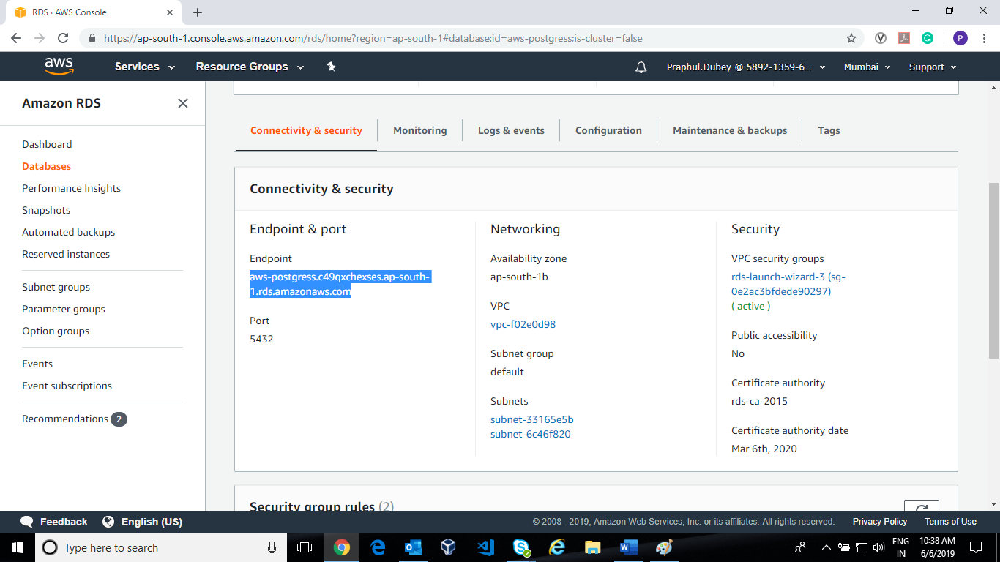 RDS · AWS Console
https://ap-south-1.console.aws.amazon.com/rds/home?region=ap-south-1#database:id=aws-postgress;is-cluster=false
P
aws
Services
Resource Groups
Praphul.Dubey @ 5892-1359-6...
Mumbai
Support
Amazon RDS
Dashboard
Databases
Performance Insights
Snapshots
Automated backups
Reserved instances
Subnet groups
Parameter groups
Option groups
Events
Event subscriptions
Recommendations 2
Connectivity & security
Monitoring
Logs & events
Configuration
Maintenance & backups
Tags
Connectivity & security
Endpoint & port
Endpoint
aws-postgress.c49qxchexses.ap-south-
1.rds.amazonaws.com
Port
5432
Networking
Availability zone
ap-south-1b
VPC
vpc-f02e0d98
Subnet group
default
Subnets
subnet-33165e5b
subnet-6c46f820
Security
VPC security groups
rds-launch-wizard-3 (sg-
0e2ac3bfdede90297)
( active )
Public accessibility
No
Certificate authority
rds-ca-2015
Certificate authority date
Mar 6th, 2020
Security group rules (2)
Feedback
English (US)
© 2008 - 2019, Amazon Web Services, Inc. or its affiliates. All rights reserved.
Privacy Policy
Terms of Use
Type here to search
ENG
IN
10:38 AM
6/6/2019